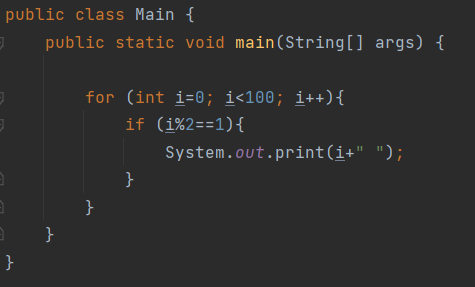 public class Main {
public static void main(String[] args) {
for (int i=0; i<100; i++){
if (i%2==1){
System.out.print(i+" ");
}
}
}
}